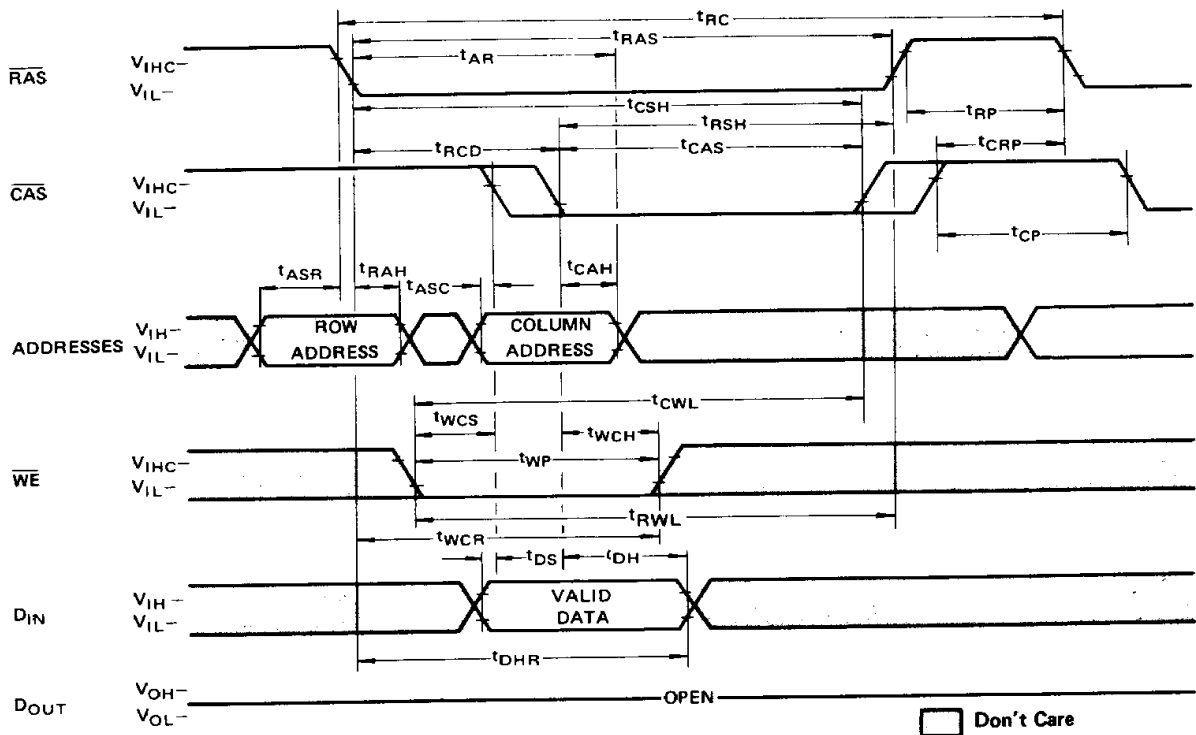 tRC
tRAS
tAR
RAS
VIHC–
VIL–
tCSH
tRP
tRSH
tRCD
tCAS
tCRP
CAS
VIHC–
VIL–
tCP
tASR
tRAH
tASC
tCAH
ADDRESSES
VIH–
VIL–
ROW
ADDRESS
COLUMN
ADDRESS
tCWL
tWCS
tWCH
WE
VIHC–
VIL–
tWP
tRWL
tWCR
tDS
tDH
DIN
VIH–
VIL–
VALID
DATA
tDHR
DOUT
VOH–
VOL–
OPEN
Don't Care